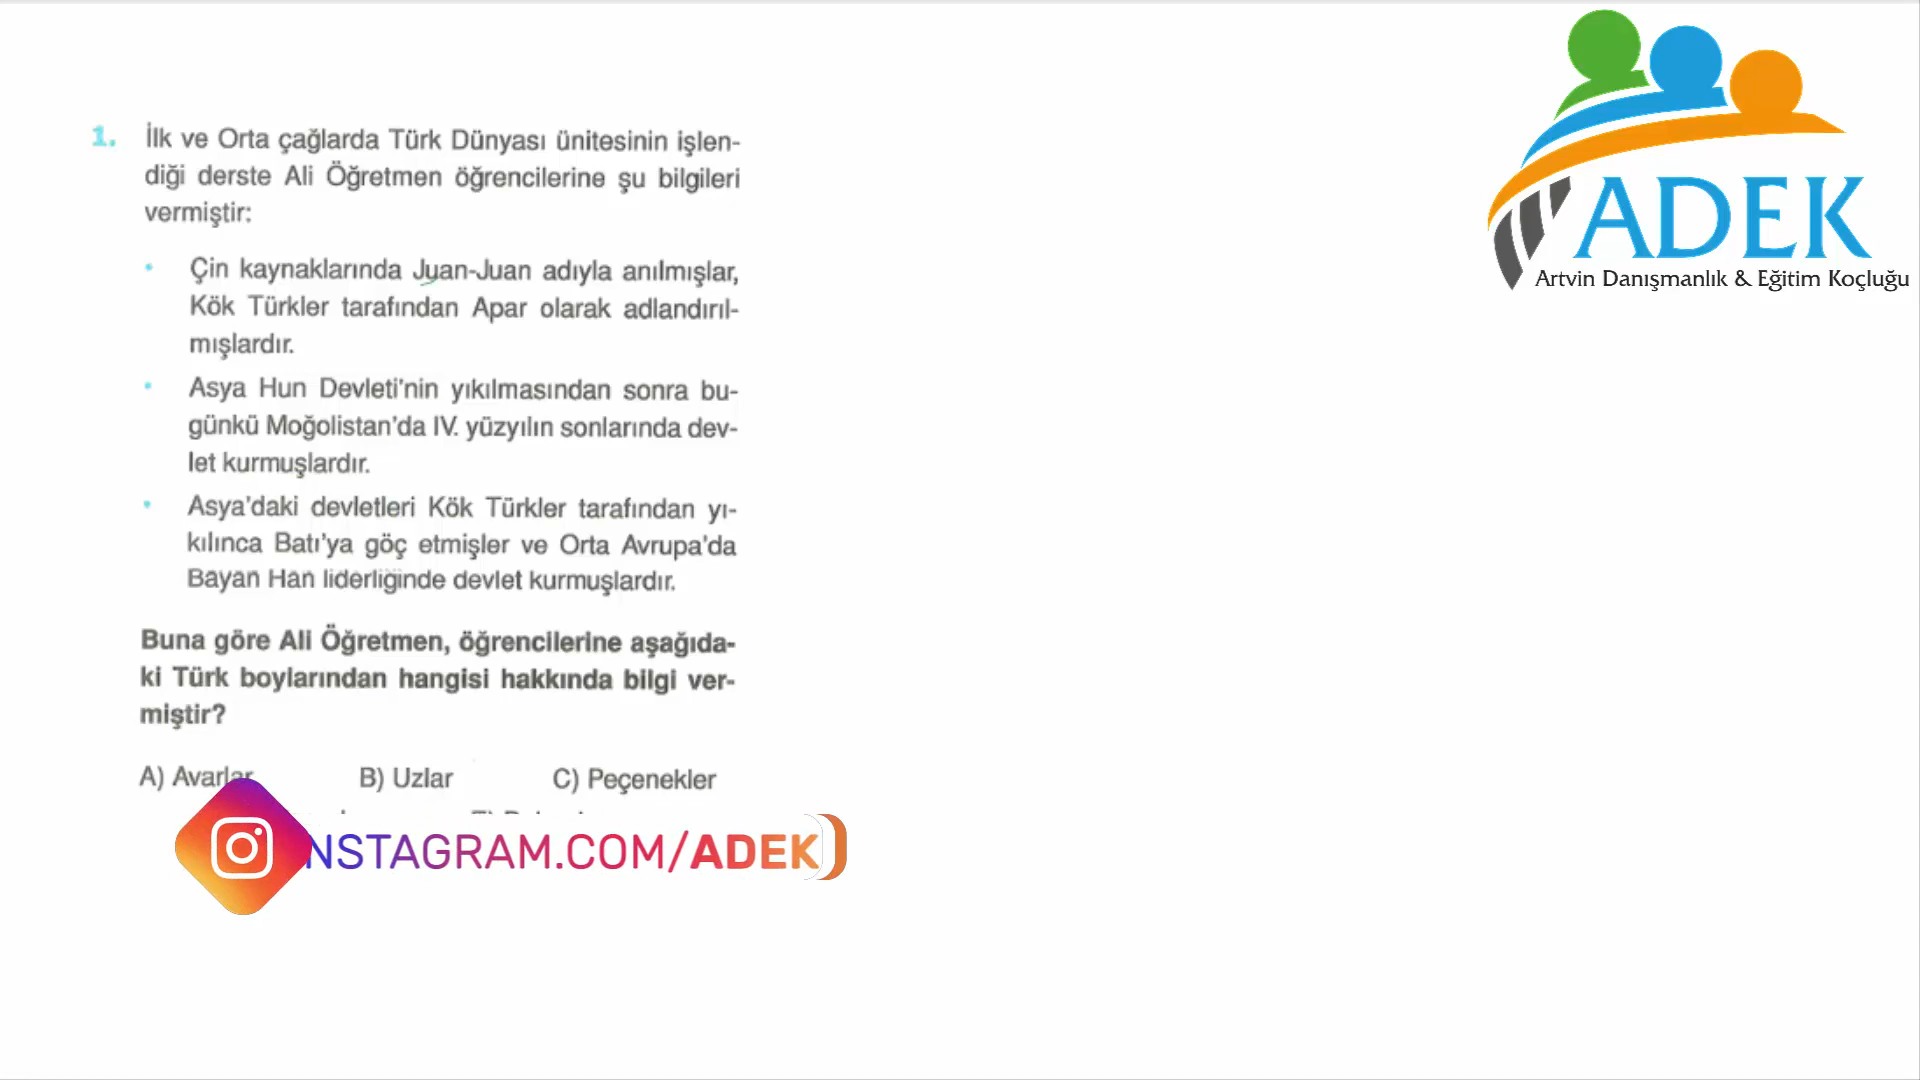 1. İlk ve Orta çağlarda Türk Dünyası ünitesinin işlen-
diği derste Ali Öğretmen öğrencilerine şu bilgileri
vermiştir:
• Çin kaynaklarında Juan-Juan adıyla anılmışlar,
Kök Türkler tarafından Apar olarak adlandırıl-
mışlardır.
• Asya Hun Devleti'nin yıkılmasından sonra bu-
günkü Moğolistan'da IV. yüzyılın sonlarında dev-
let kurmuşlardır.
• Asya'daki devletleri Kök Türkler tarafından yı-
kılınca Batı'ya göç etmişler ve Orta Avrupa'da
Bayan Han liderliğinde devlet kurmuşlardır.
Buna göre Ali Öğretmen, öğrencilerine aşağıda-
ki Türk boylarından hangisi hakkında bilgi ver-
miştir?
A) Avarlar B) Uzlar C) Peçenekler
NSTAGRAM.COM/ADEK
ADEK
Artvin Danışmanlık & Eğitim Koçluğu